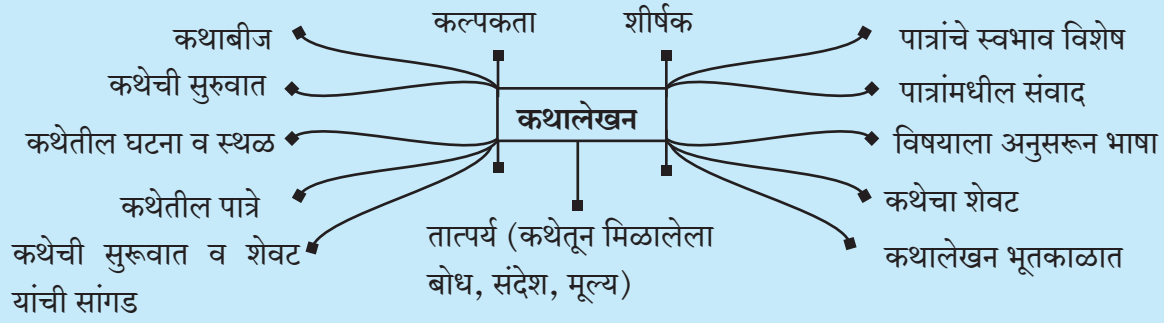 कल्पकता
शीर्षक
कथाबीज
कथेची सुरुवात
कथेतील घटना व स्थळ
कथेतील पात्रे
कथेची सुरूवात व शेवट
यांची सांगड
कथालेखन
तात्पर्य (कथेतून मिळालेला
बोध, संदेश, मूल्य)
पात्रांचे स्वभाव विशेष
पात्रांमधील संवाद
विषयाला अनुसरून भाषा
कथेचा शेवट
कथालेखन भूतकाळात